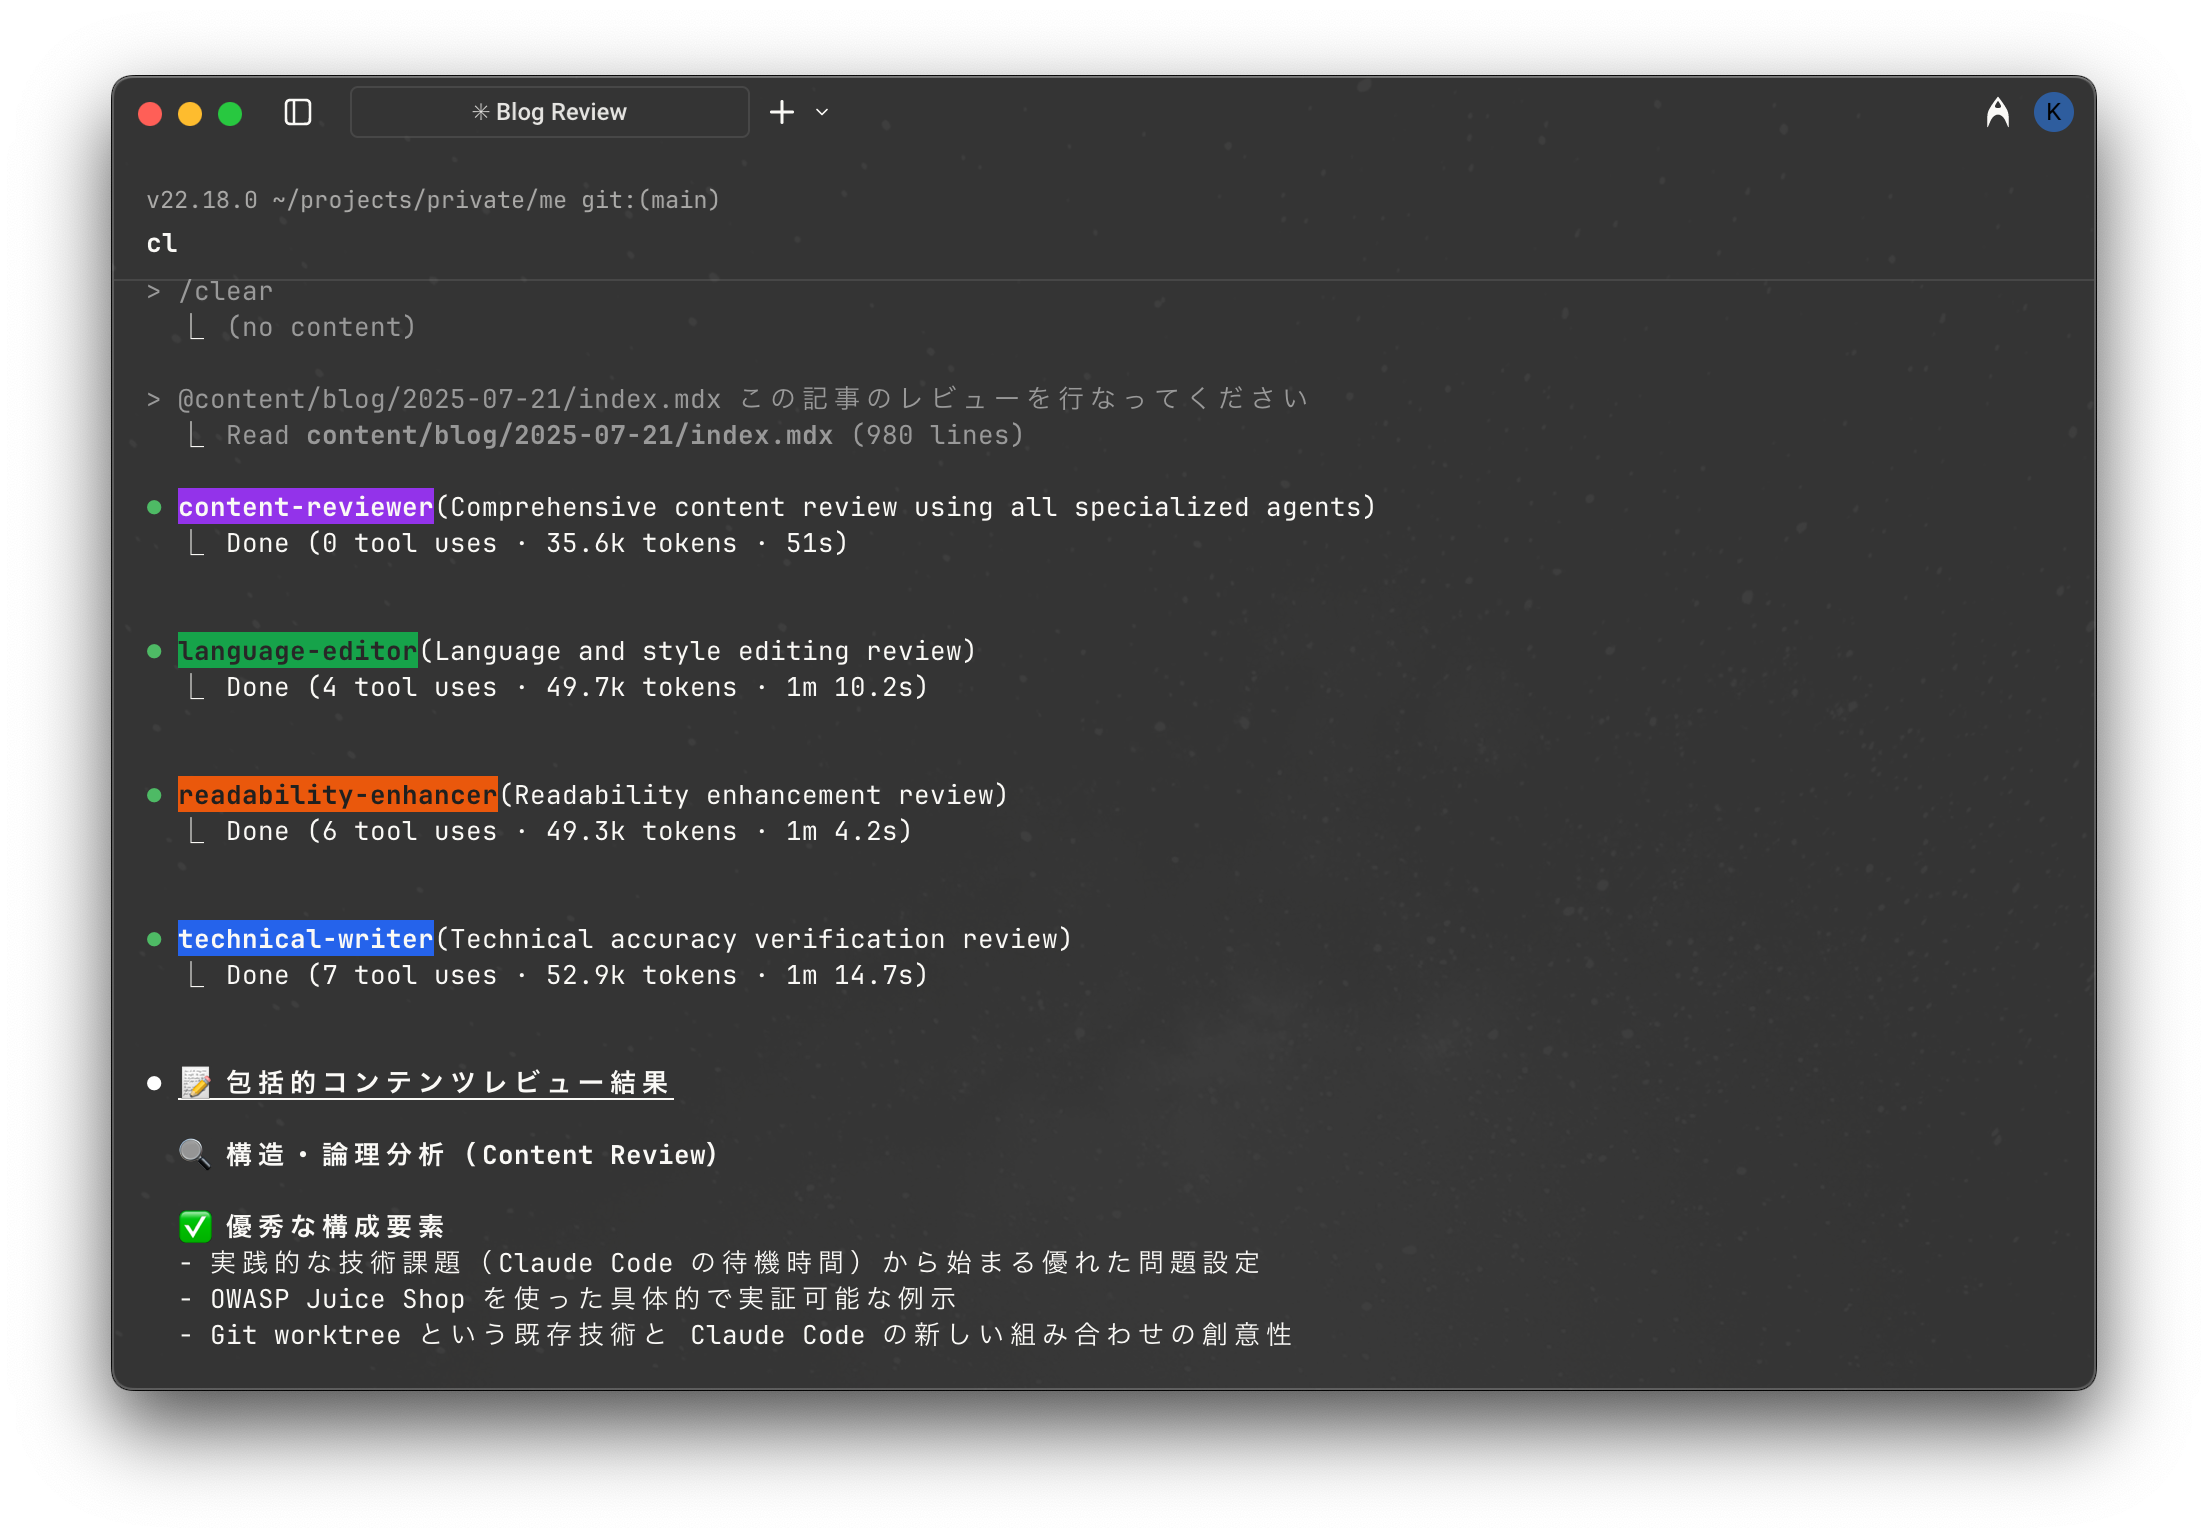 ✳ Blog Review
K
v22.18.0 ~/projects/private/me git:(main)
cl
> /clear
⎿ (no content)
> @content/blog/2025-07-21/index.mdx この記事のレビューを行なってください
⎿ Read content/blog/2025-07-21/index.mdx (980 lines)
● content-reviewer(Comprehensive content review using all specialized agents)
⎿ Done (0 tool uses · 35.6k tokens · 51s)
● language-editor(Language and style editing review)
⎿ Done (4 tool uses · 49.7k tokens · 1m 10.2s)
● readability-enhancer(Readability enhancement review)
⎿ Done (6 tool uses · 49.3k tokens · 1m 4.2s)
● technical-writer(Technical accuracy verification review)
⎿ Done (7 tool uses · 52.9k tokens · 1m 14.7s)
● 📝 包括的コンテンツレビュー結果
🔍 構造・論理分析 (Content Review)
✅ 優秀な構成要素
- 実践的な技術課題（Claude Code の待機時間）から始まる優れた問題設定
- OWASP Juice Shop を使った具体的で実証可能な例示
- Git worktree という既存技術と Claude Code の新しい組み合わせの創意性